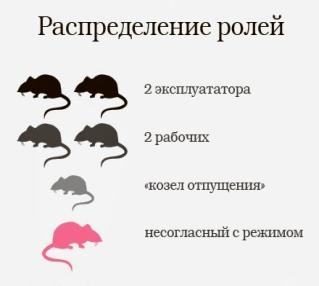 Распределение ролей
2 эксплуататора
2 рабочих
«козел отпущения»
несогласный с режимом